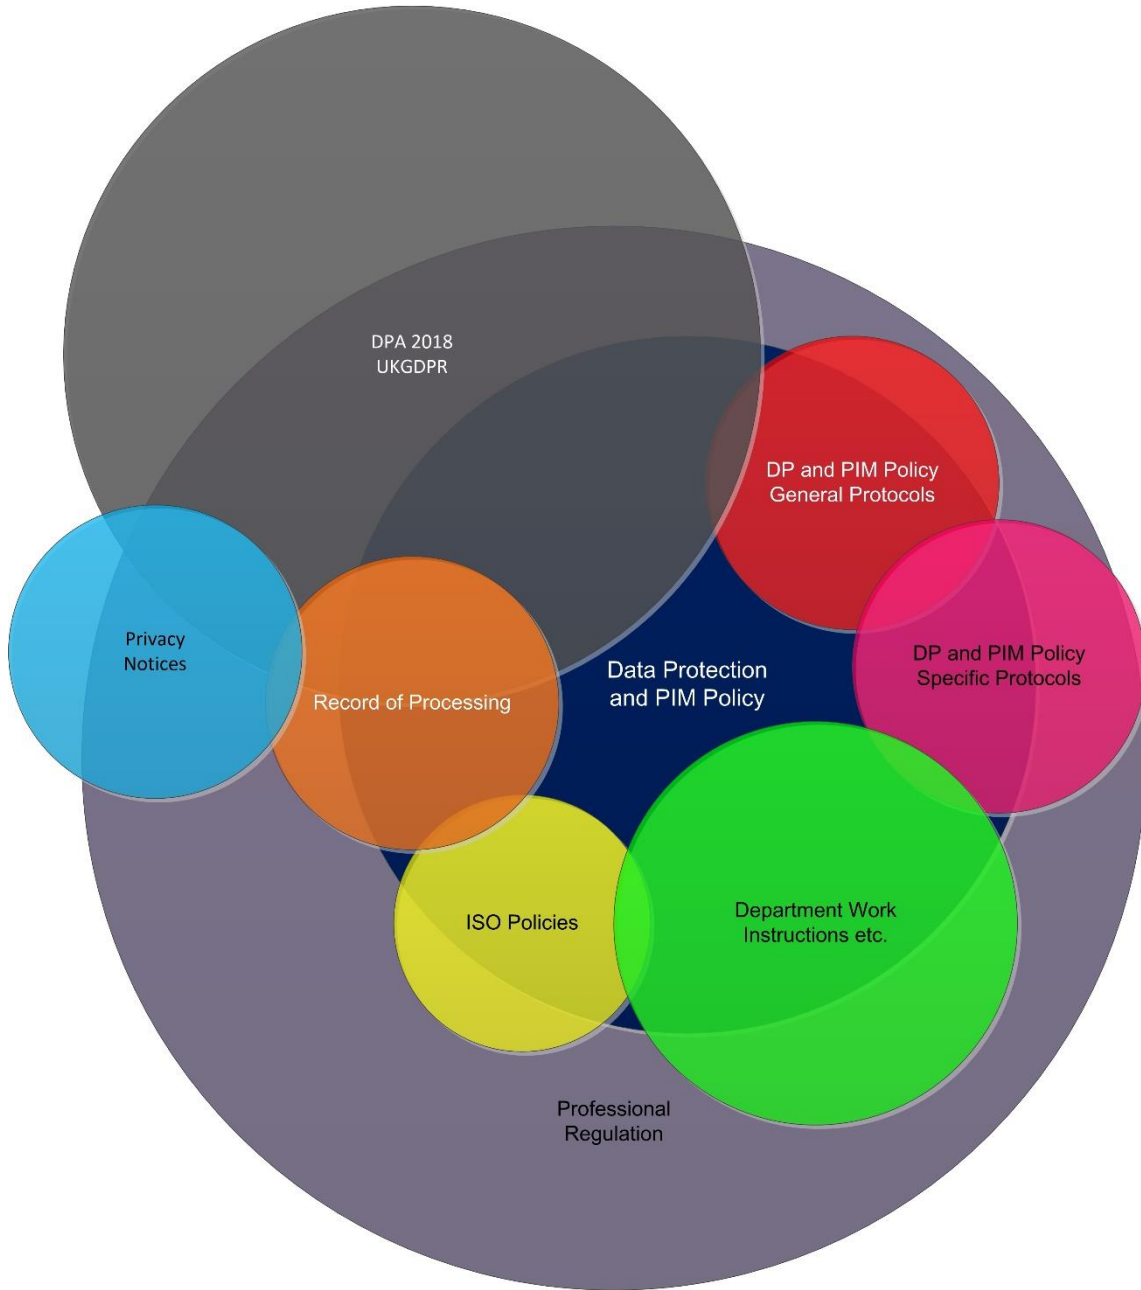 DPA 2018
UKGDPR
DP and PIM Policy
General Protocols
Privacy
Notices
Record of Processing
Data Protection
and PIM Policy
DP and PIM Policy
Specific Protocols
ISO Policies
Department Work
Instructions etc.
Professional
Regulation